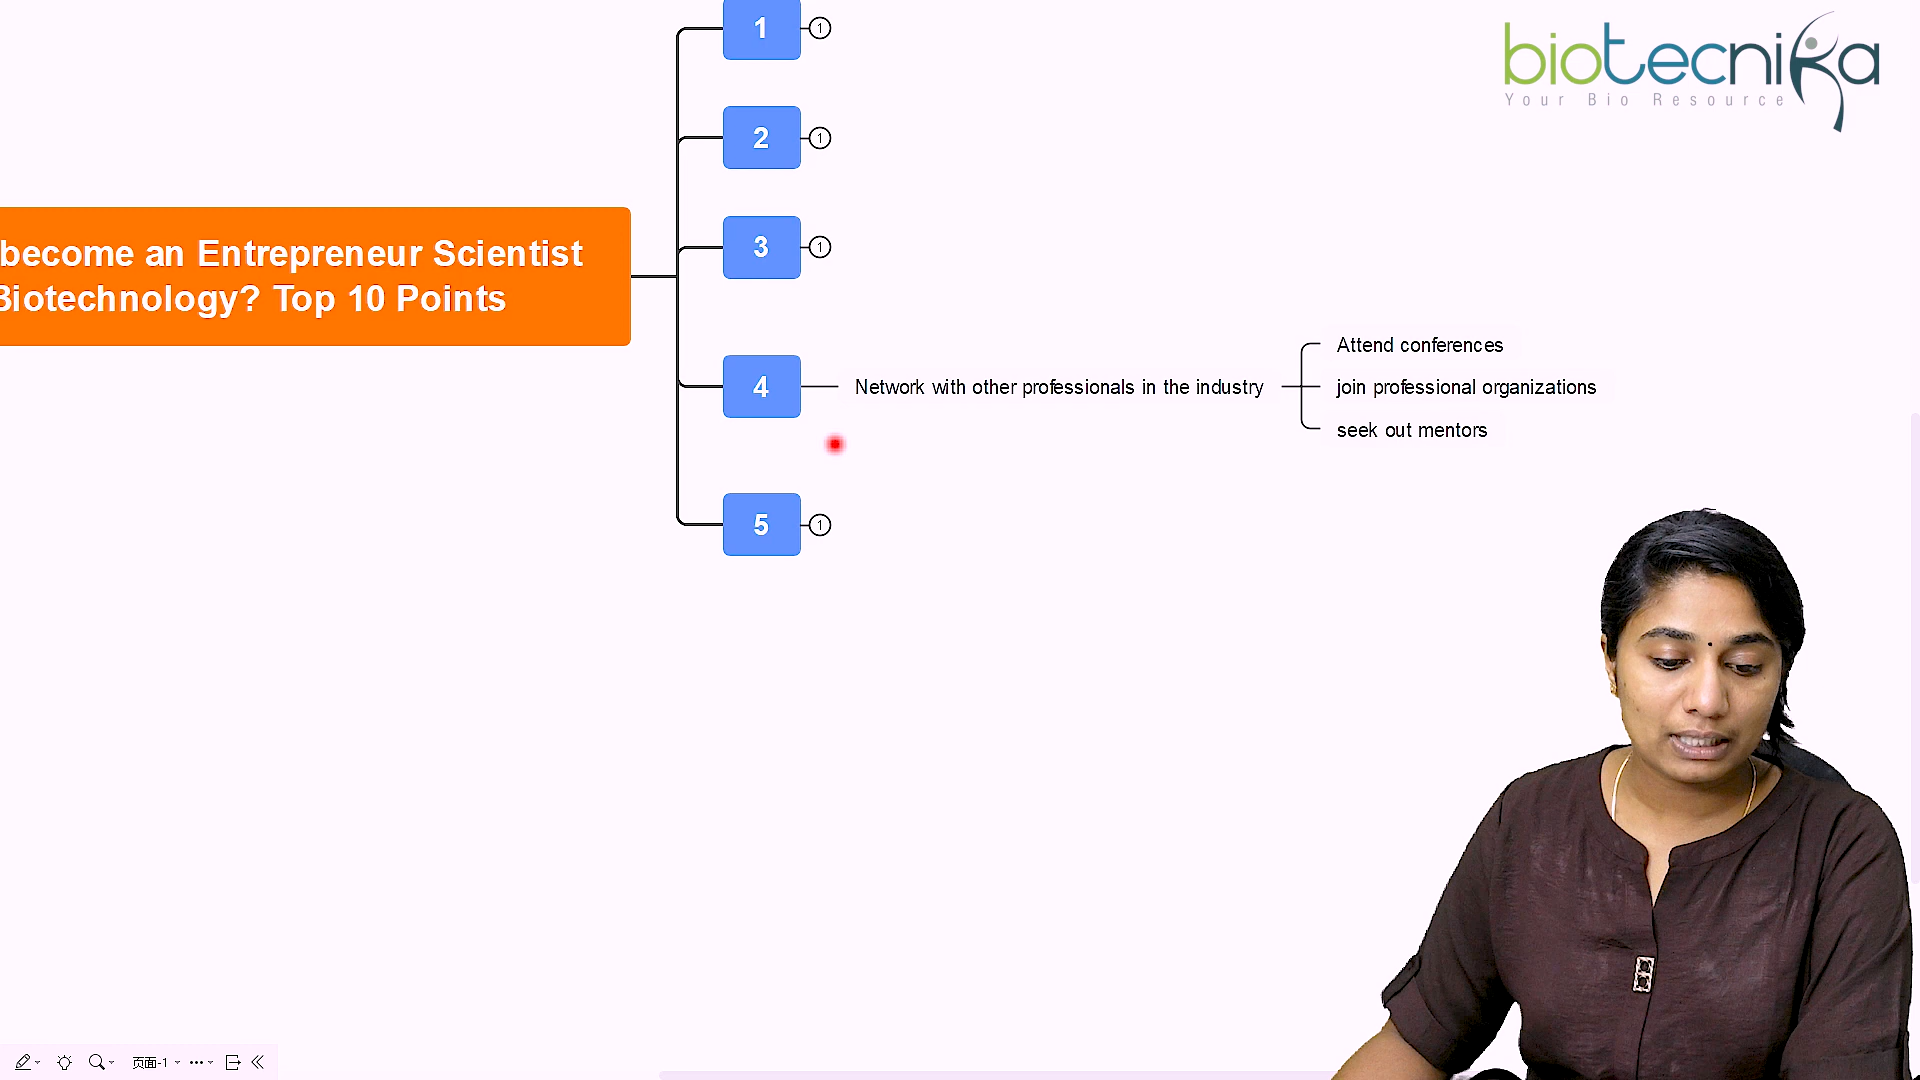 1
1
biotecnika
Your Bio Resource
2
1
become an Entrepreneur Scientist
Biotechnology? Top 10 Points
3
1
4
Network with other professionals in the industry
Attend conferences
join professional organizations
seek out mentors
5
1
页面-1